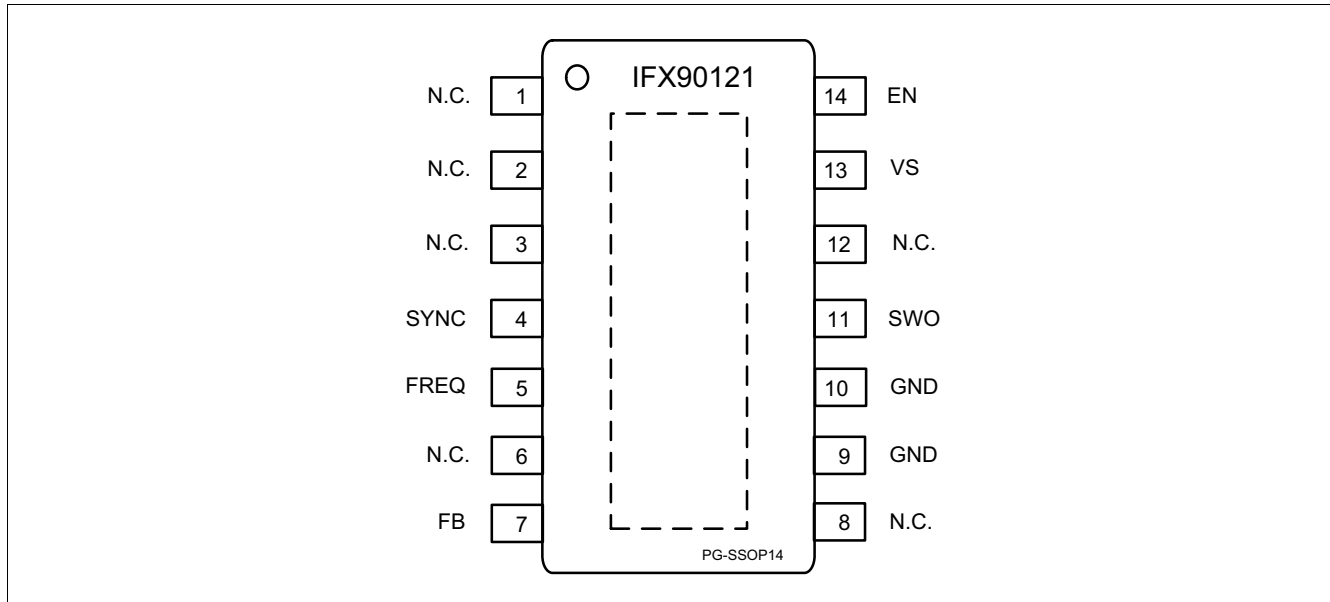 IFX90121
N.C. 1 14 EN
N.C. 2 13 VS
N.C. 3 12 N.C.
SYNC 4 11 SWO
FREQ 5 10 GND
N.C. 6 9 GND
FB 7 8 N.C.
PG-SSOP14